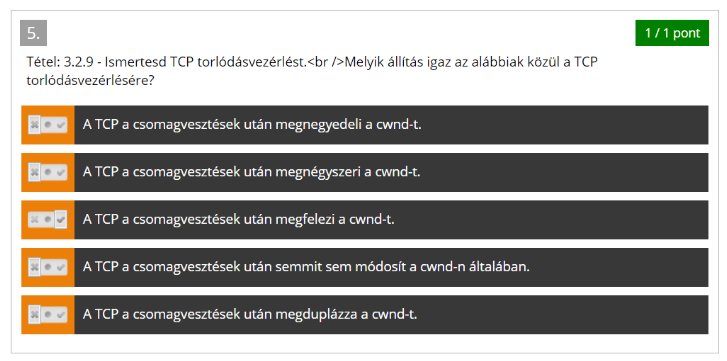 5.
1 / 1 pont
Tétel: 3.2.9 - Ismertesd TCP torlódásvezérlést.<br />Melyik állítás igaz az alábbiak közül a TCP
torlódásvezérlésére?
A TCP a csomagvesztések után megnegyedeli a cwnd-t.
A TCP a csomagvesztések után megnégyszeri a cwnd-t.
A TCP a csomagvesztések után megfelezi a cwnd-t.
A TCP a csomagvesztések után semmit sem módosít a cwnd-n általában.
A TCP a csomagvesztések után megduplázza a cwnd-t.